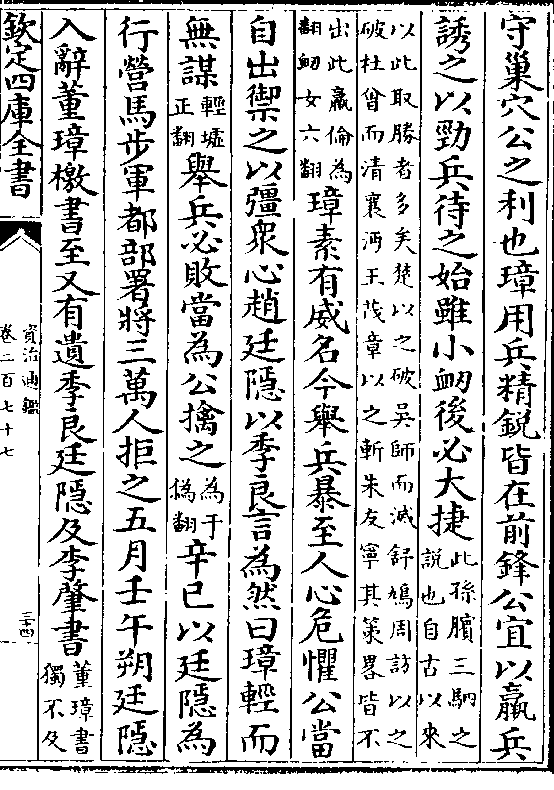 守巢穴公之利也璋用兵精銳皆在前鋒公宜以羸兵
誘之以勁兵待之始雖小衂後必大捷此孫臏三駟之
說也自古以來
以此取勝者多矣楚以之破吳師而滅舒鳩周訪以之
破杜曾而清襄沔王茂章以之斬朱友寧其策畧皆不
出此羸倫為
翻衂女六翻璋素有威名今舉兵暴至人心危懼公當
自出禦之以彊衆心趙廷隱以季良言為然曰璋輕而
無謀輕墟
正翻舉兵必敗當為公擒之為于
偽翻辛巳以廷隱為
行營馬步軍都部署將三萬人拒之五月壬午朔廷隱
入辭董璋檄書至又有遺季良廷隱及李肇書董璋書
獨不及
欽定四庫全書
資治通鑑
卷二百七十七
三十四